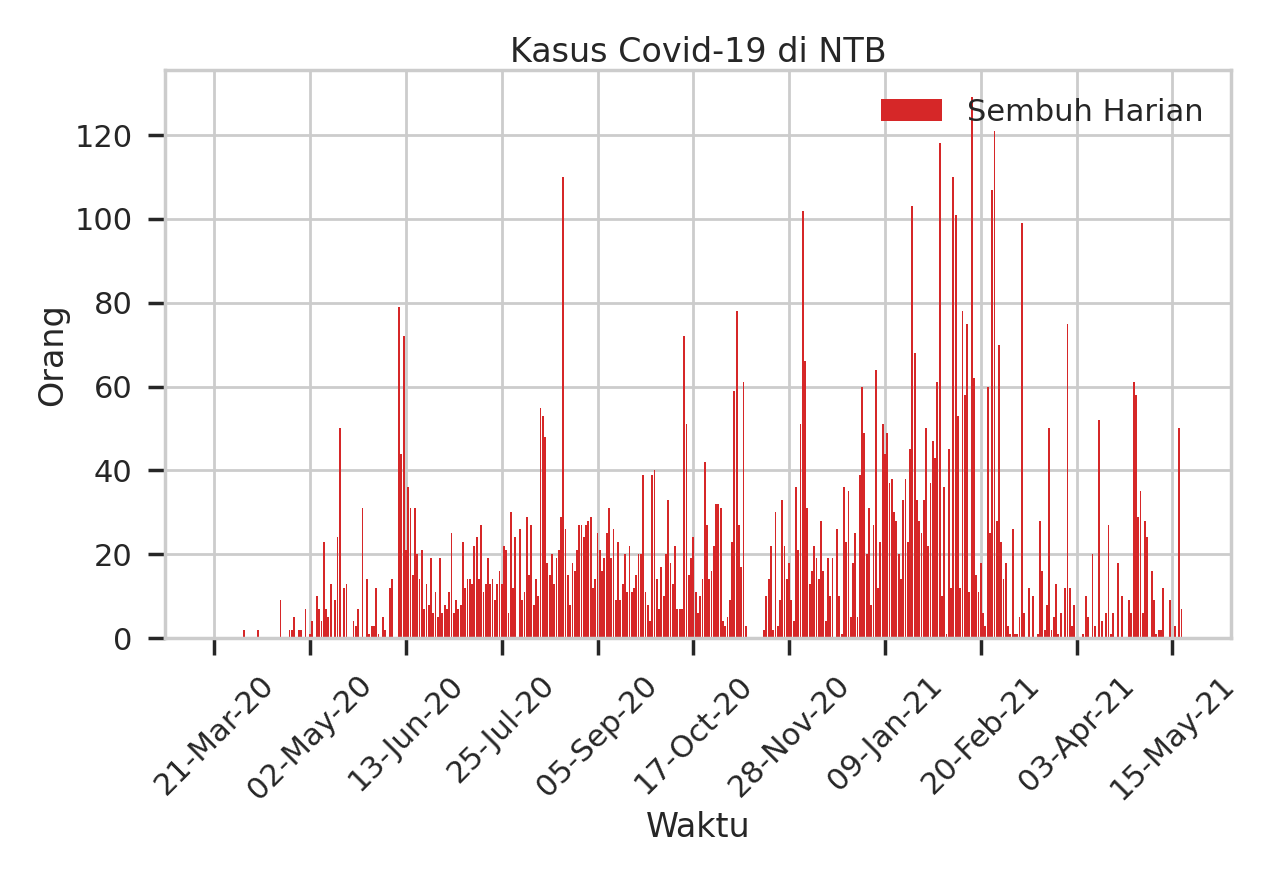 Kasus Covid-19 di NTB
Sembuh Harian
Orang
120
100
80
60
40
20
0
21-Mar-20
02-May-20
13-Jun-20
25-Jul-20
05-Sep-20
17-Oct-20
28-Nov-20
09-Jan-21
20-Feb-21
03-Apr-21
15-May-21
Waktu